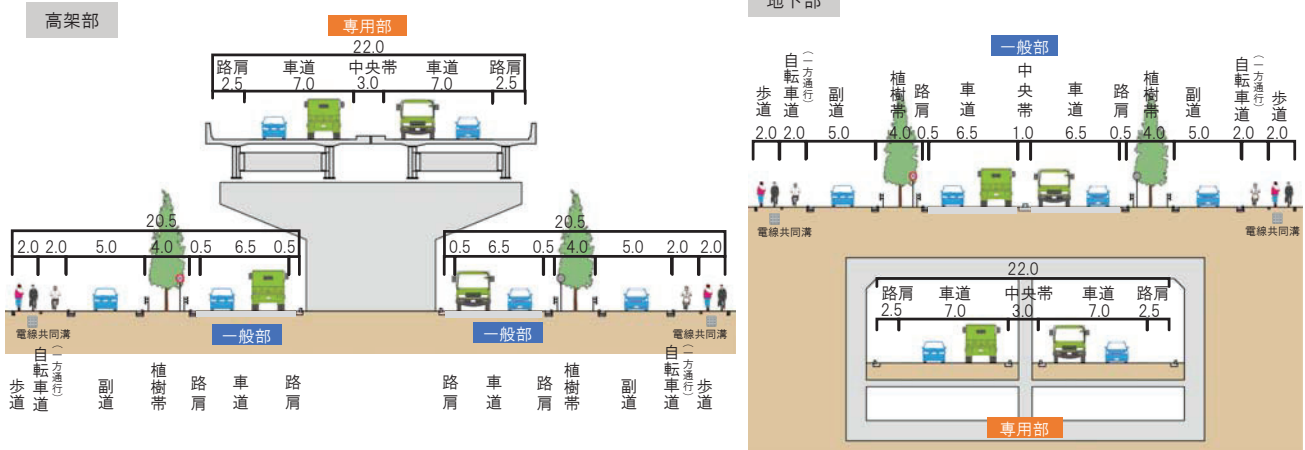 高架部
専用部
22.0
路肩 車道 中央帯 車道 路肩
2.5 7.0 3.0 7.0 2.5
20.5
2.0 2.0 5.0 4.0 0.5 6.5 0.5
20.5
0.5 6.5 0.5 4.0 5.0 2.0 2.0
電線共同溝
一般部
一般部
電線共同溝
歩道
自転車道
(一方通行)
副道
植樹帯
路肩
車道
路肩
路肩
車道
路肩
植樹帯
副道
自転車道
(一方通行)
歩道
地下部
一般部
歩道
自転車道
(一方通行)
副道
植樹帯
路肩
車道
中央帯
車道
路肩
植樹帯
副道
自転車道
(一方通行)
歩道
2.0 2.0 5.0 4.0 0.5 6.5 1.0 6.5 0.5 4.0 5.0 2.0 2.0
電線共同溝
電線共同溝
22.0
路肩 車道 中央帯 車道 路肩
2.5 7.0 3.0 7.0 2.5
専用部